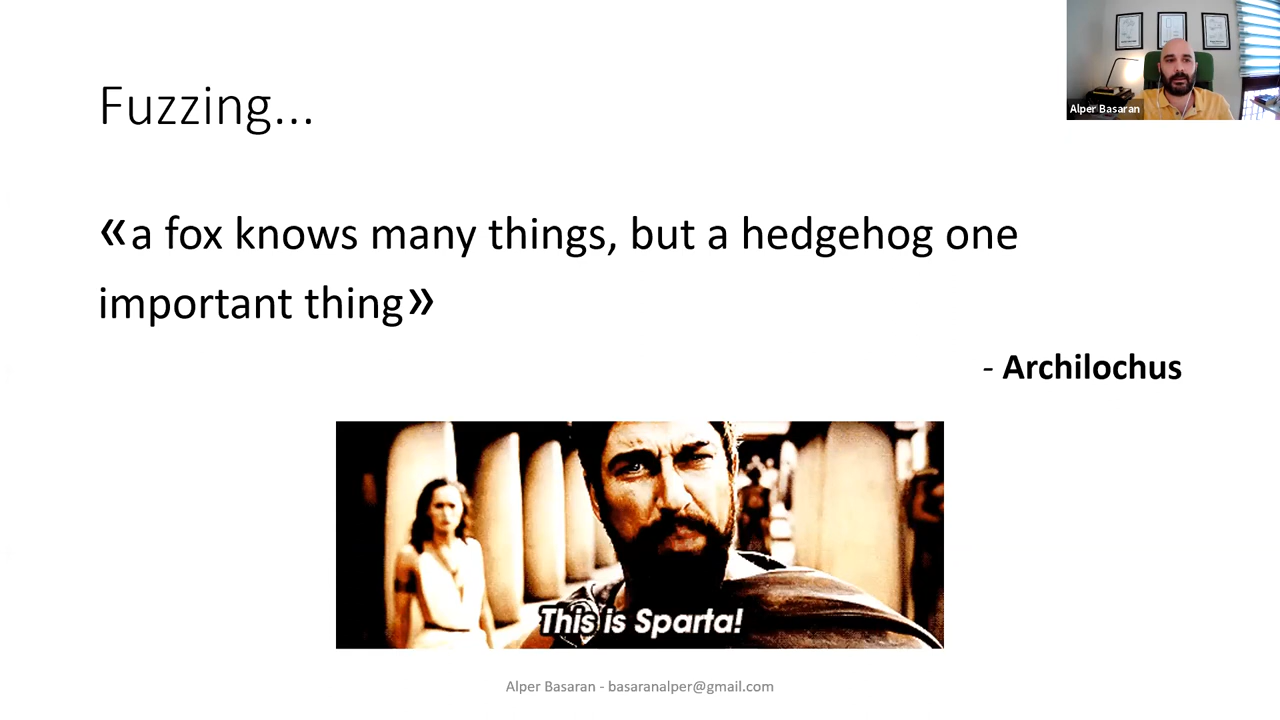 Alper Basaran
Fuzzing...
«a fox knows many things, but a hedgehog one
important thing»
- Archilochus
This is Sparta!
Alper Basaran - basaranalper@gmail.com